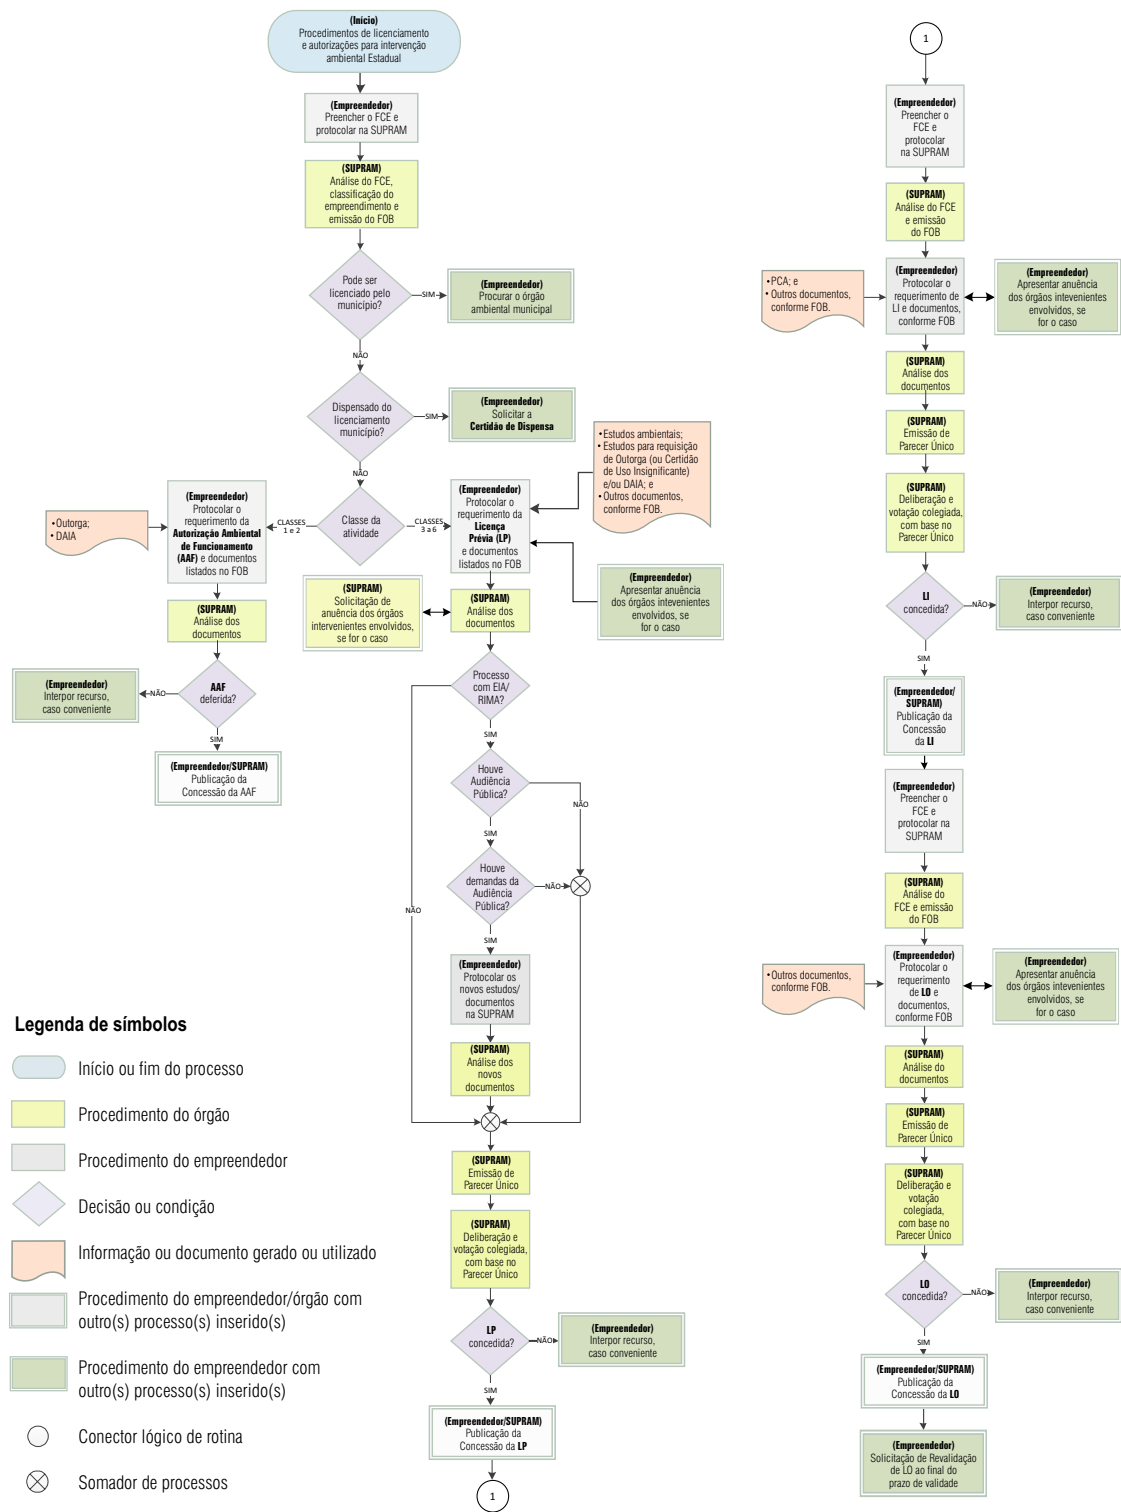 (Início)
Procedimentos de licenciamento
e autorizações para intervenção
ambiental Estadual
(Empreendedor)
Preencher o FCE e
protocolar na SUPRAM
(SUPRAM)
Análise do FCE,
classificação do
empreendimento e
emissão do FOB
Pode ser
licenciado pelo
município?
SIM
(Empreendedor)
Procurar o órgão
ambiental municipal
NÃO
Dispensado do
licenciamento
município?
SIM
(Empreendedor)
Solicitar a
Certidão de Dispensa
NÃO
Classe da
atividade
CLASSES
1 e 2
CLASSES
3 a 6
•Outorga;
• DAIA
(Empreendedor)
Protocolar o
requerimento da
Autorização Ambiental
de Funcionamento
(AAF) e documentos
listados no FOB
(SUPRAM)
Análise dos
documentos
AAF
deferida?
NÃO
(Empreendedor)
Interpor recurso,
caso conveniente
SIM
(Empreendedor/SUPRAM)
Publicação da
Concessão da AAF
•Estudos ambientais;
•Estudos para requisição
de Outorga (ou Certidão
de Uso Insignificante)
e/ou DAIA; e
•Outros documentos,
conforme FOB.
(Empreendedor)
Protocolar o
requerimento da
Licença
Prévia (LP)
e documentos
listados no FOB
(Empreendedor)
Apresentar anuência
dos órgãos intevenientes
envolvidos, se
for o caso
(SUPRAM)
Solicitação de
anuência dos órgãos
intervenientes envolvidos,
se for o caso
(SUPRAM)
Análise dos
documentos
Processo
com EIA/
RIMA?
NÃO
SIM
Houve
Audiência
Pública?
NÃO
SIM
Houve
demandas da
Audiência
Pública?
NÃO
SIM
(Empreendedor)
Protocolar os
novos estudos/
documentos
na SUPRAM
(SUPRAM)
Análise dos
novos
documentos
(SUPRAM)
Emissão de
Parecer Único
(SUPRAM)
Deliberação e
votação colegiada,
com base no
Parecer Único
LP
concedida?
NÃO
(Empreendedor)
Interpor recurso,
caso conveniente
SIM
(Empreendedor/SUPRAM)
Publicação da
Concessão da LP
1
1
(Empreendedor)
Preencher o
FCE e
protocolar
na SUPRAM
(SUPRAM)
Análise do FCE
e emissão
do FOB
•PCA; e
• Outros documentos,
conforme FOB.
(Empreendedor)
Protocolar o
requerimento de
LI e documentos,
conforme FOB
(Empreendedor)
Apresentar anuência
dos órgãos intevenientes
envolvidos, se
for o caso
(SUPRAM)
Análise dos
documentos
(SUPRAM)
Emissão de
Parecer Único
(SUPRAM)
Deliberação e
votação colegiada,
com base no
Parecer Único
LI
concedida?
NÃO
(Empreendedor)
Interpor recurso,
caso conveniente
SIM
(Empreendedor/
SUPRAM)
Publicação da
Concessão
da LI
(Empreendedor)
Preencher o
FCE e
protocolar na
SUPRAM
(SUPRAM)
Análise do
FCE e emissão
do FOB
•Outros documentos,
conforme FOB.
(Empreendedor)
Protocolar o
requerimento
de LO e
documentos,
conforme FOB
(Empreendedor)
Apresentar anuência
dos órgãos intevenientes
envolvidos, se
for o caso
(SUPRAM)
Análise do
documentos
(SUPRAM)
Emissão de
Parecer Único
(SUPRAM)
Deliberação e
votação
colegiada,
com base no
Parecer Único
LO
concedida?
NÃO
(Empreendedor)
Interpor recurso,
caso conveniente
SIM
(Empreendedor/SUPRAM)
Publicação da
Concessão da LO
(Empreendedor)
Solicitação de Revalidação
de LO ao final do
prazo de validade
Legenda de símbolos
Início ou fim do processo
Procedimento do órgão
Procedimento do empreendedor
Decisão ou condição
Informação ou documento gerado ou utilizado
Procedimento do empreendedor/órgão com
outro(s) processo(s) inserido(s)
Procedimento do empreendedor com
outro(s) processo(s) inserido(s)
Conector lógico de rotina
Somador de processos